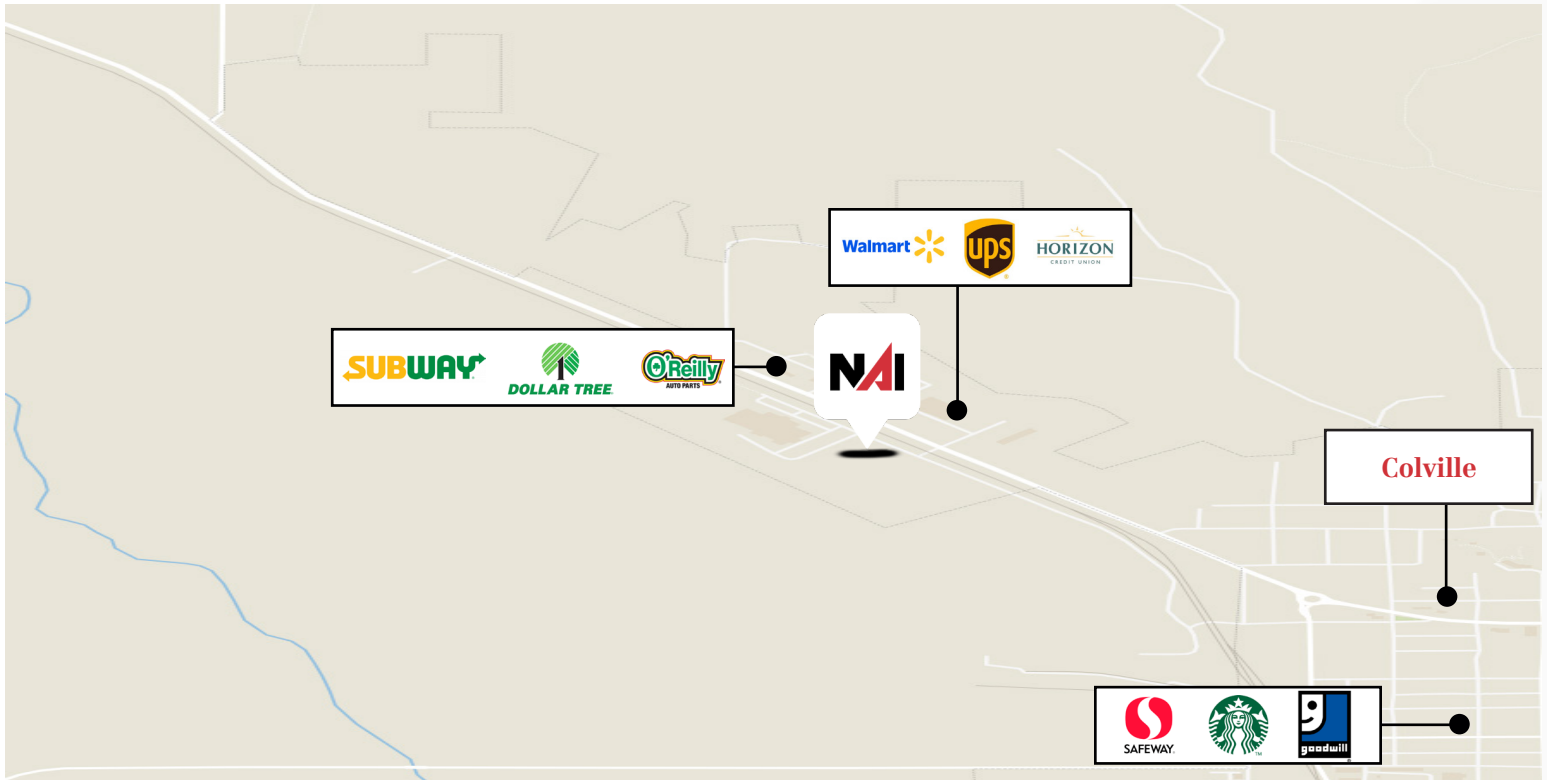 Walmart
ups
HORIZON
CREDIT UNION
SUBWAY
DOLLAR TREE
O'Reilly
AUTO PARTS
NAI
Colville
SAFEWAY
goodwill